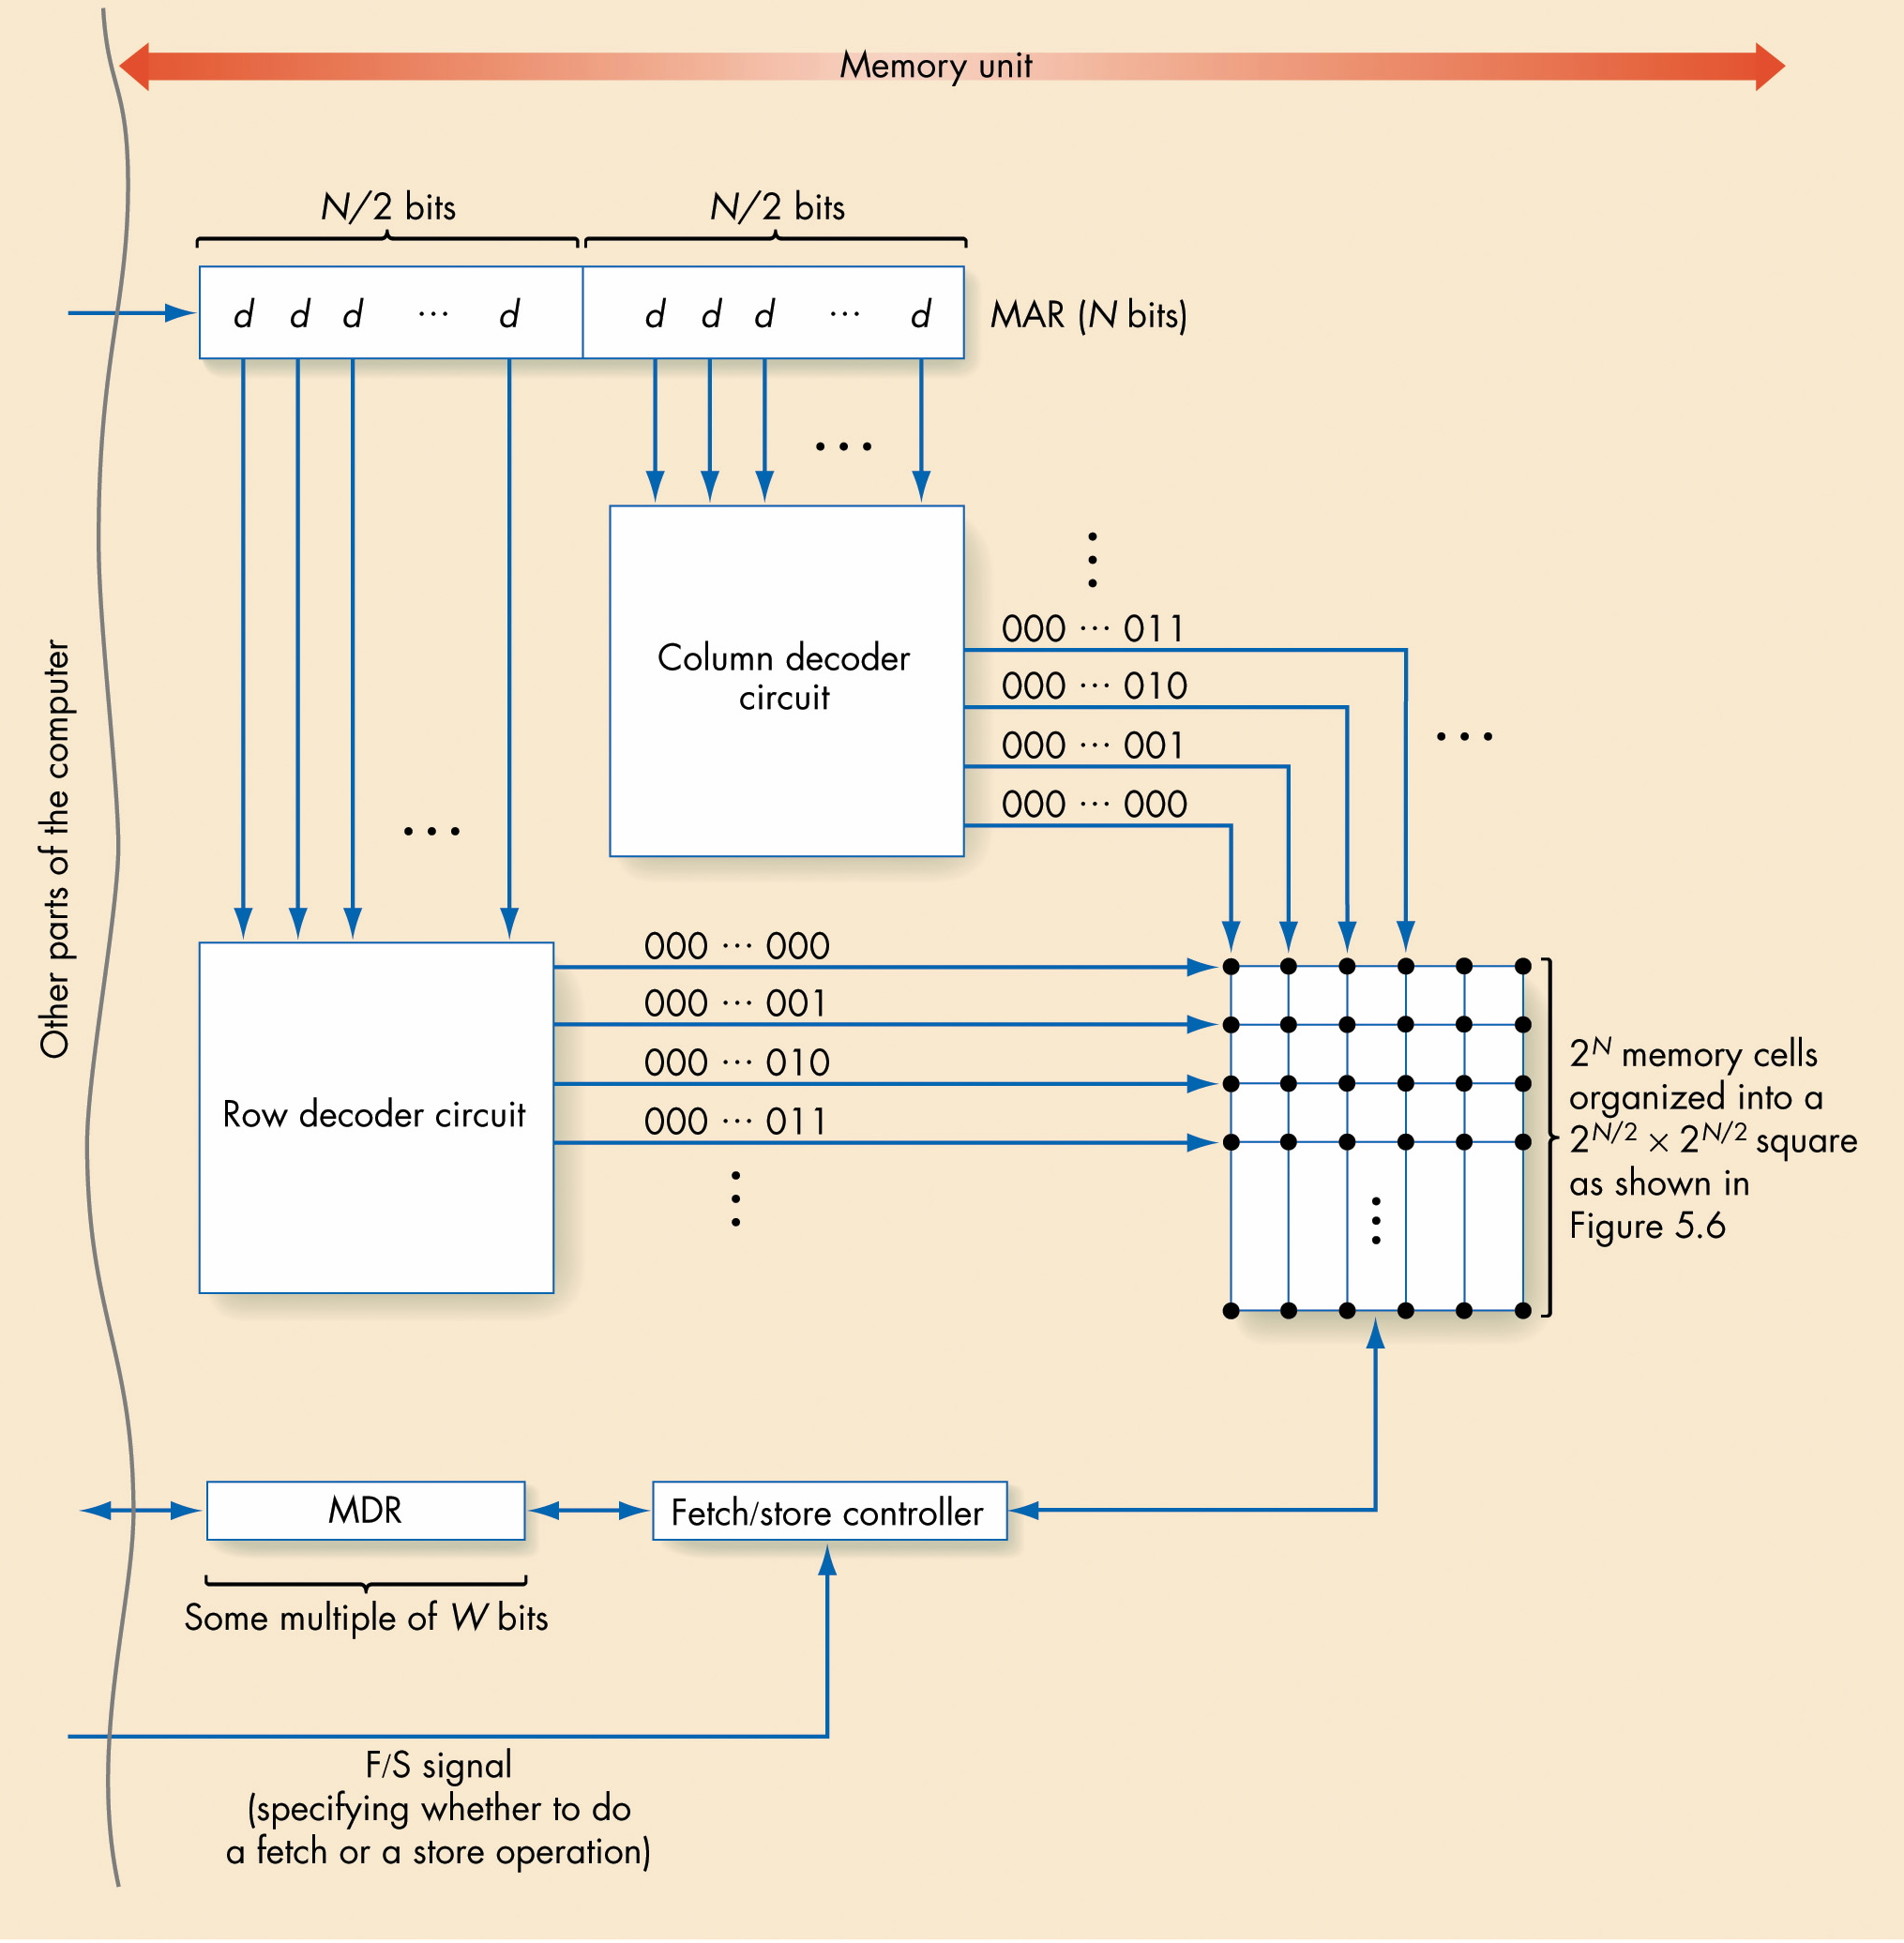 Memory unit
N/2 bits
N/2 bits
d d d ··· d
d d d ··· d
MAR (N bits)
Column decoder
circuit
000 ··· 011
000 ··· 010
000 ··· 001
000 ··· 000
Other parts of the computer
Row decoder circuit
000 ··· 000
000 ··· 001
000 ··· 010
000 ··· 011
2^N memory cells
organized into a
2^N/2 × 2^N/2 square
as shown in
Figure 5.6
MDR
Fetch/store controller
Some multiple of W bits
F/S signal
(specifying whether to do
a fetch or a store operation)